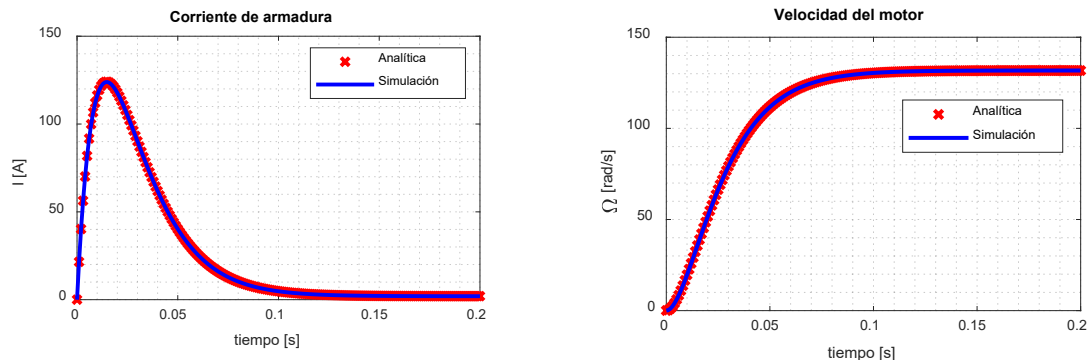 Corriente de armadura
150
100
50
0
I [A]
Analítica
Simulación
0
0.05
0.1
0.15
0.2
tiempo [s]
Velocidad del motor
150
100
50
0
Ω [rad/s]
Analítica
Simulación
0
0.05
0.1
0.15
0.2
tiempo [s]